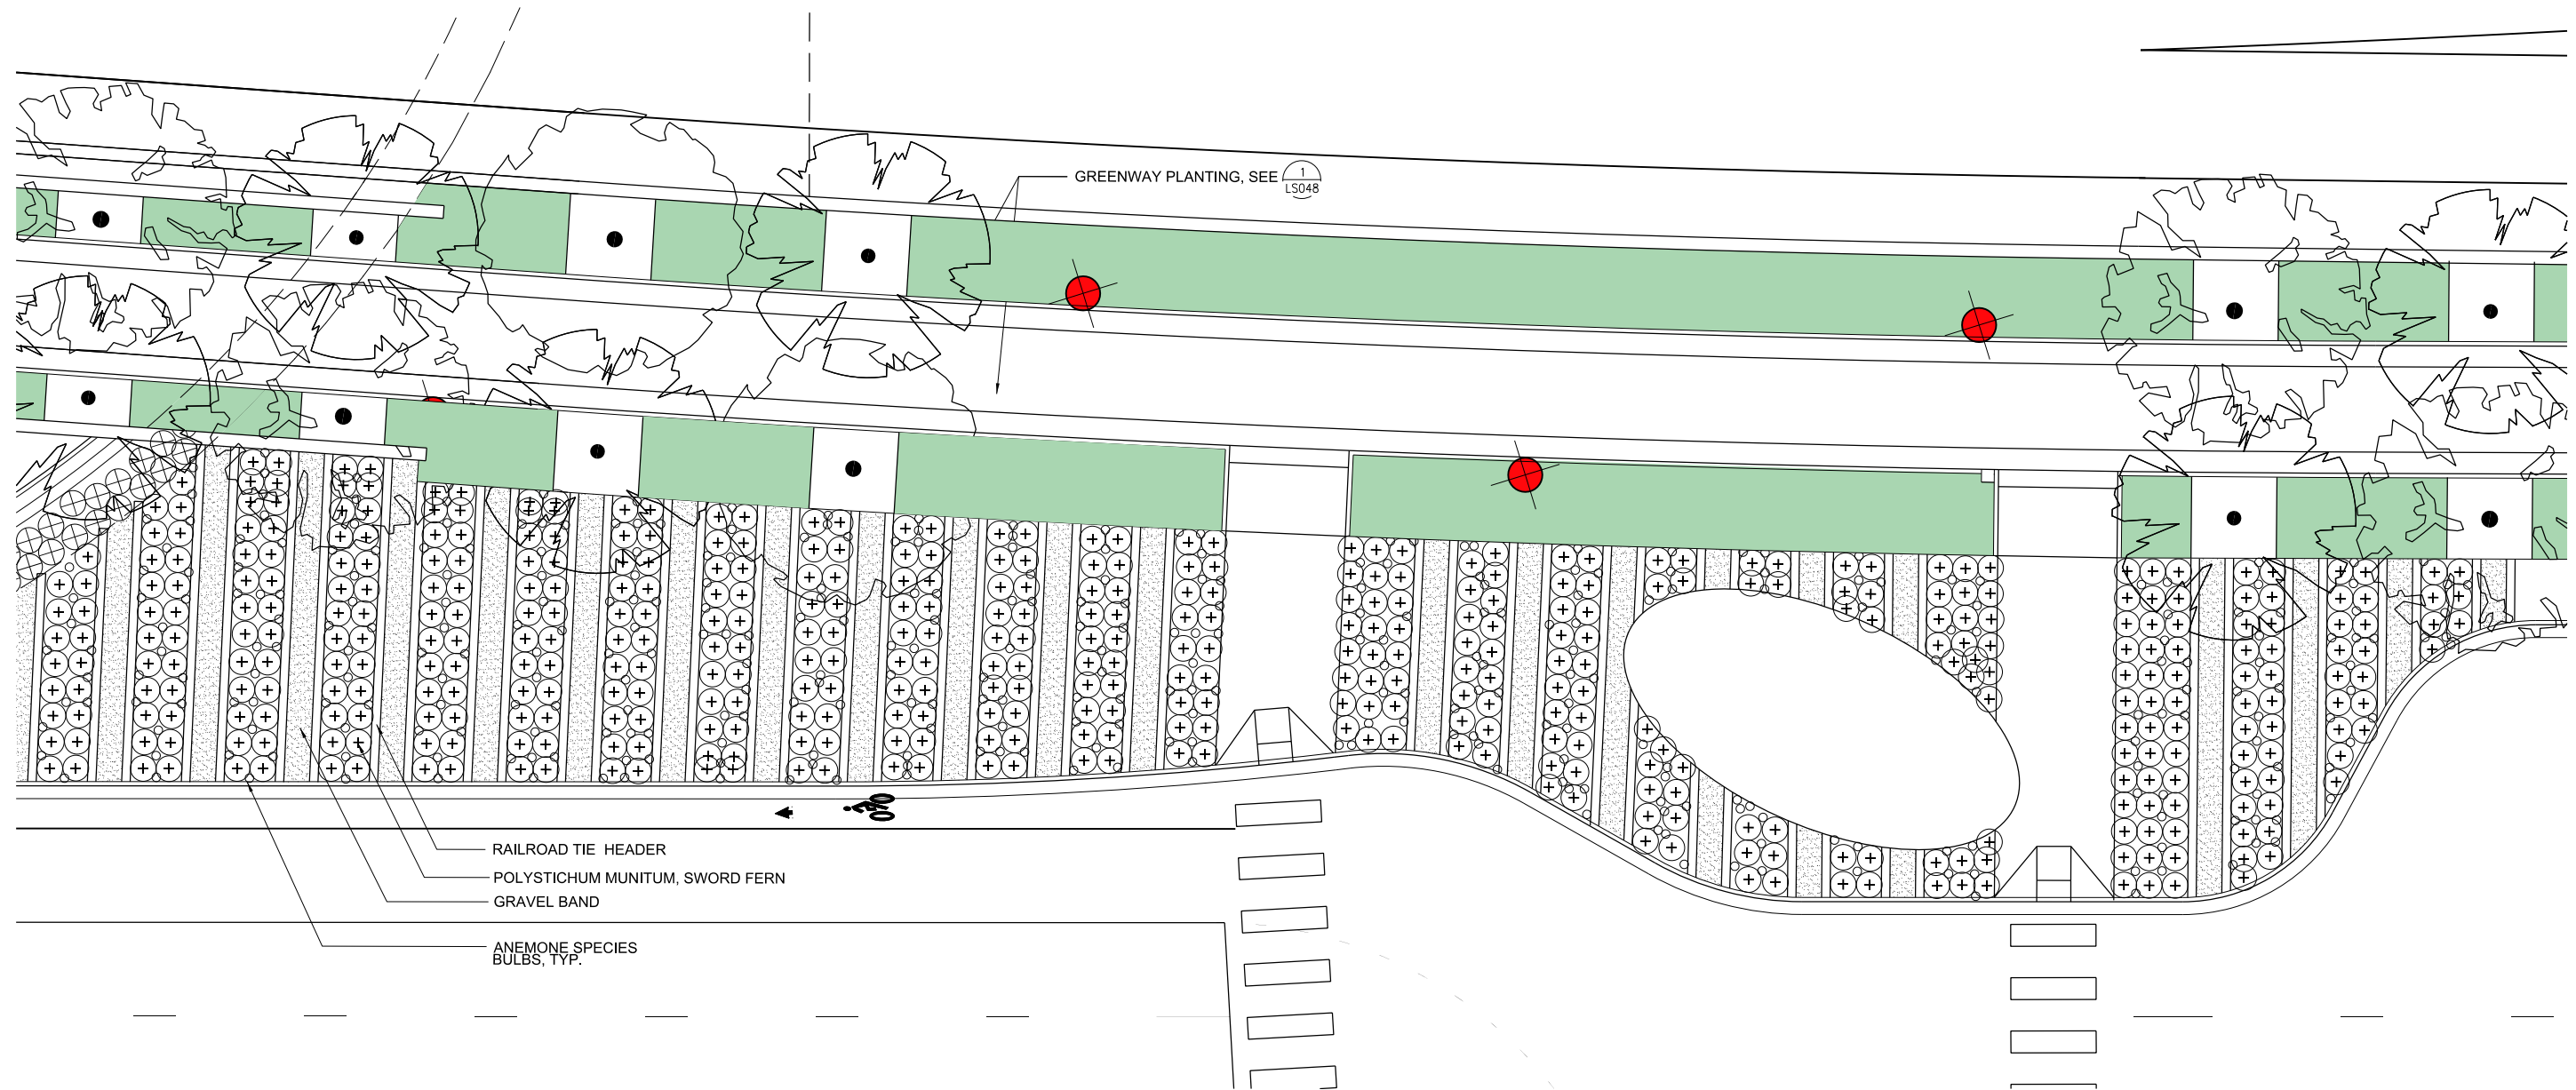 GREENWAY PLANTING, SEE
1
LS048
RAILROAD TIE HEADER
POLYSTICHUM MUNITUM, SWORD FERN
GRAVEL BAND
ANEMONE SPECIES
BULBS, TYP.